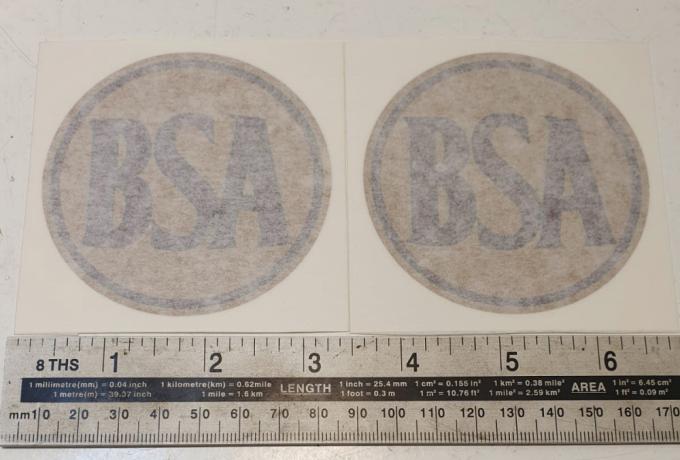 BSA BSA
8 THS 1 2 3 4 5 6
1 millimetre(mm) = 0.04 inch 1 kilometre(km) = 0.62mile LENGTH 1 inch = 25.4 mm 1 cm² = 0.155 in² 1 km² = 0.38 mile² AREA 1 in² = 6.45 cm²
1 metre(m) = 39.37 inch 1 mile = 1.6 km 1 foot = 0.3 m 1 m² = 10.76 ft² 1 mile² = 2.59 km² 1 ft² = 0.09 m²
mm10 20 30 40 50 60 70 80 90 100 110 120 130 140 150 160 170